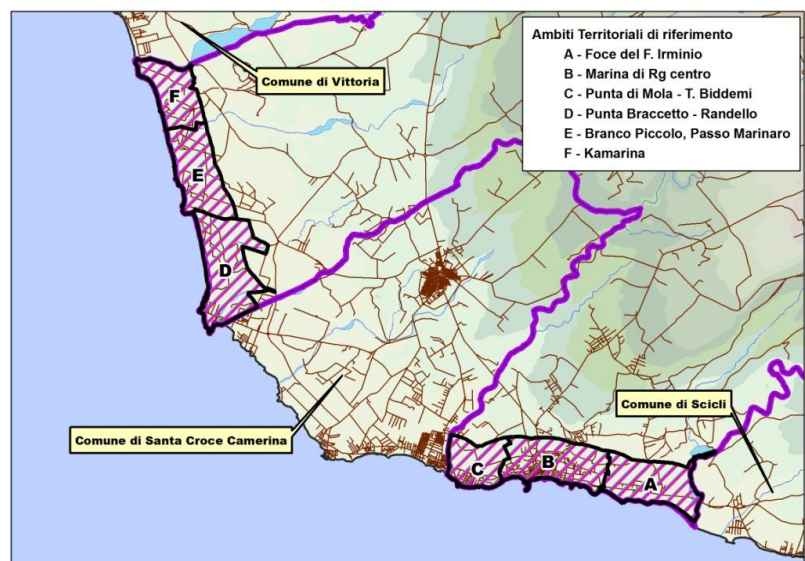 Ambiti Territoriali di riferimento
A - Foce del F. Irminio
B - Marina di Rg centro
C - Punta di Mola - T. Biddemi
D - Punta Braccetto - Randello
E - Branco Piccolo, Passo Marinaro
F - Kamarina
Comune di Vittoria
F
E
D
Comune di Scicli
Comune di Santa Croce Camerina
C
B
A